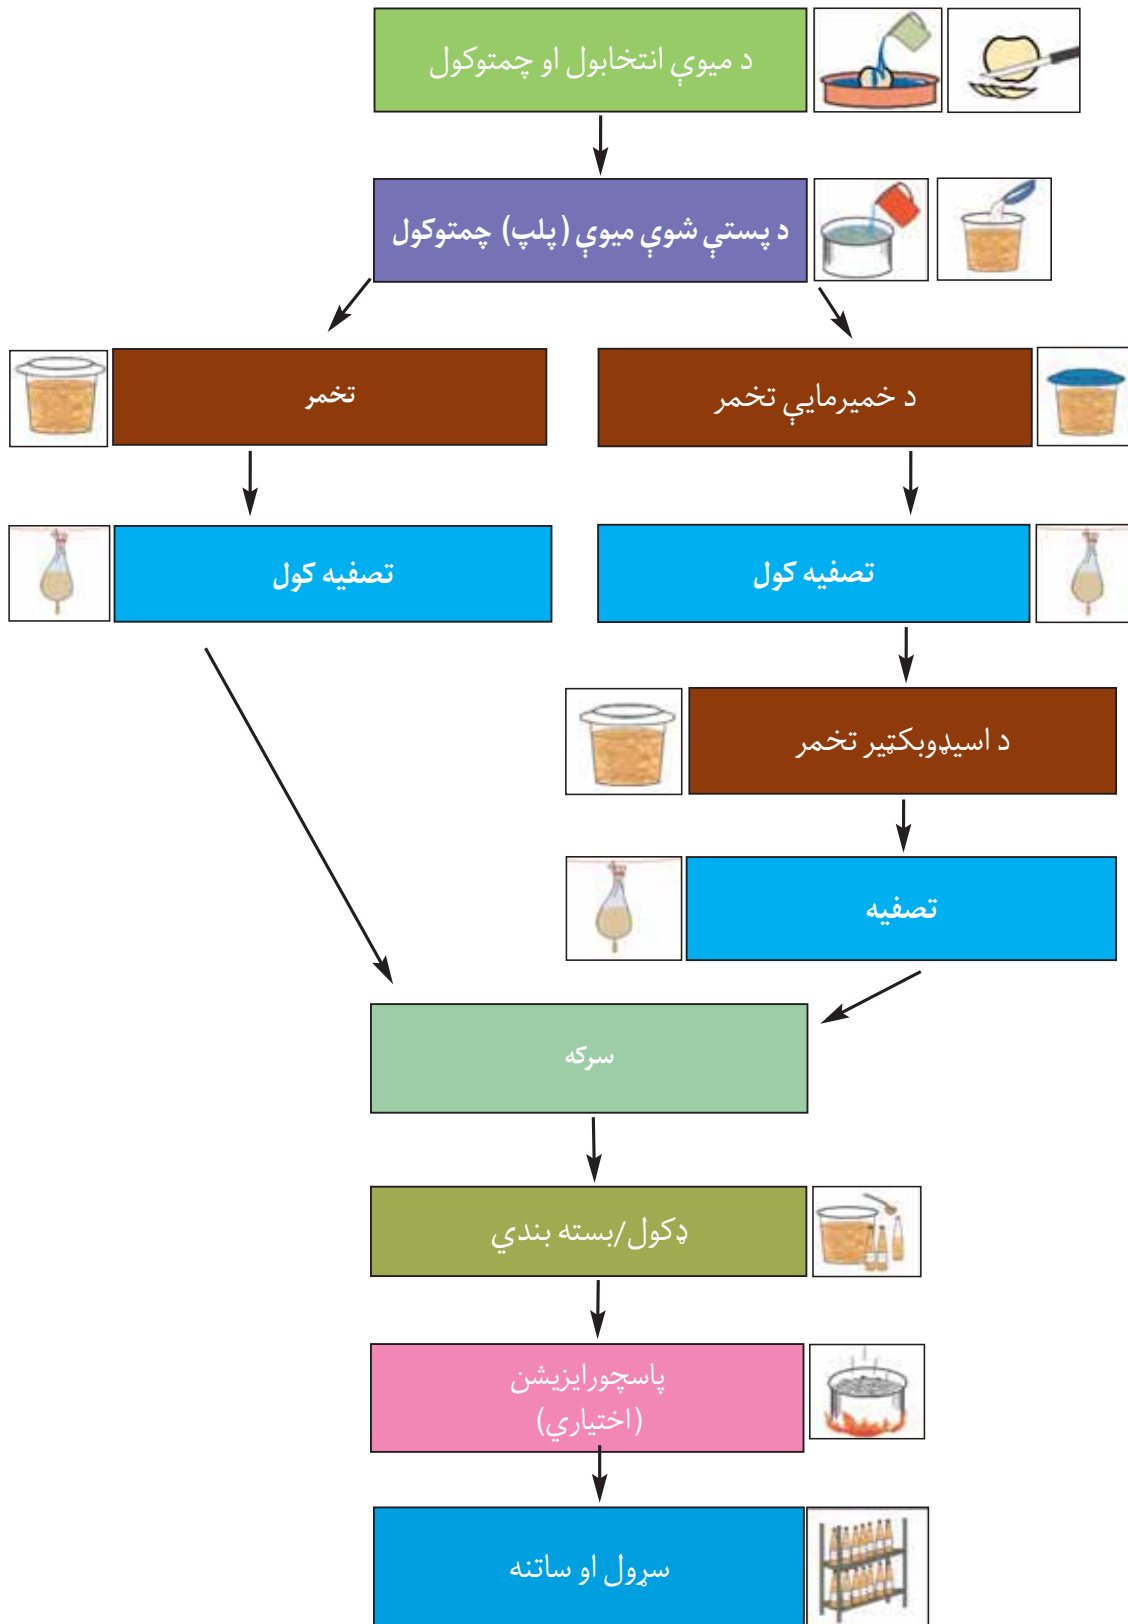 د میوې انتخابول او چمتوکول
د پستې شوې میوې (پلپ) چمتوکول
د خمیرمایې تخمر
تخمر
تصفیه کول
تصفیه کول
د اسیډوبکټیر تخمر
تصفیه
سرکه
ډکول/بسته بندي
پاسچورایزیشن
(اختیاري)
سړول او ساتنه